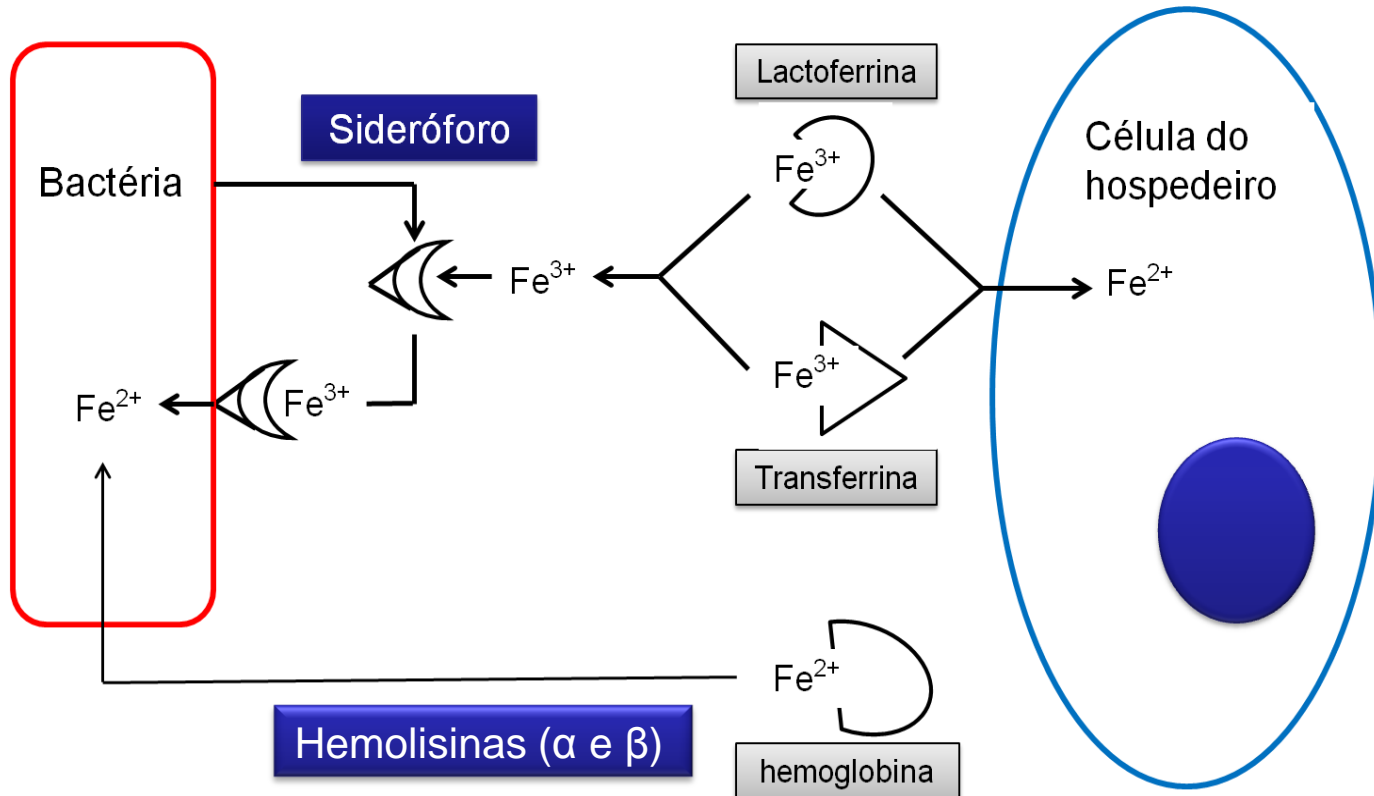 Lactoferrina
Sideróforo
Bactéria
Fe³⁺
Célula do
hospedeiro
Fe³⁺
Fe²⁺
Fe³⁺
Fe²⁺
Fe³⁺
Transferrina
Fe²⁺
Hemolisinas (α e β)
hemoglobina